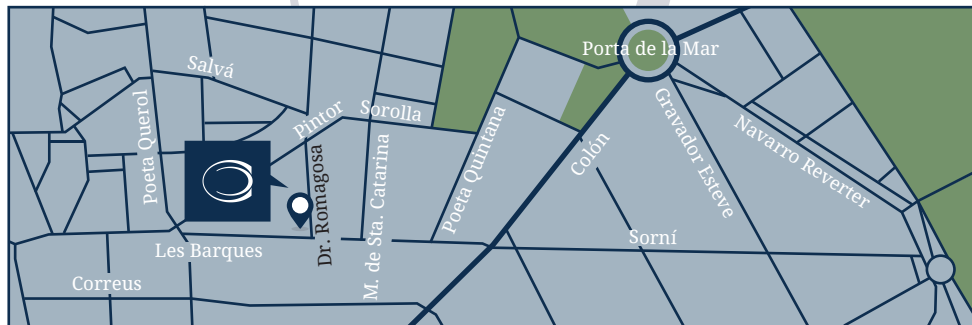 Porta de la Mar
Salvá
Pintor
Sorolla
Poeta Querol
Dr. Romagosa
M. de Sta. Catarina
Poeta Quintana
Colón
Gravador Esteve
Navarro Reverter
Les Barques
Sorní
Correus